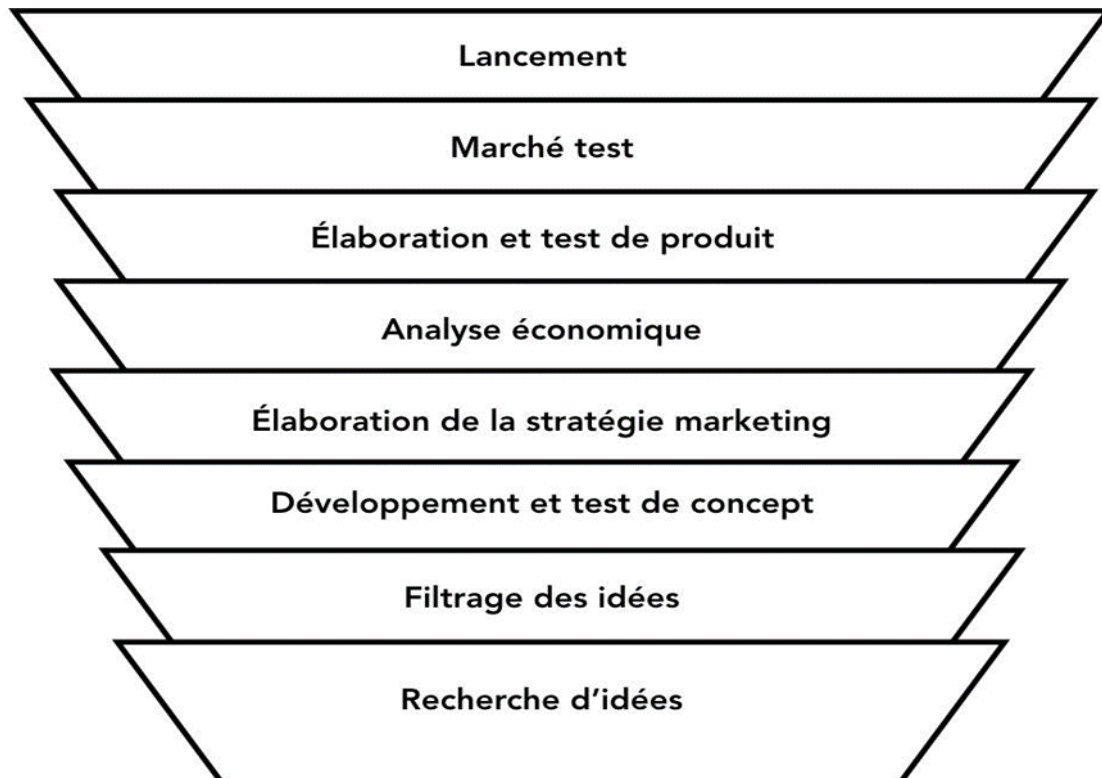 Lancement
Marché test
Élaboration et test de produit
Analyse économique
Élaboration de la stratégie marketing
Développement et test de concept
Filtrage des idées
Recherche d’idées